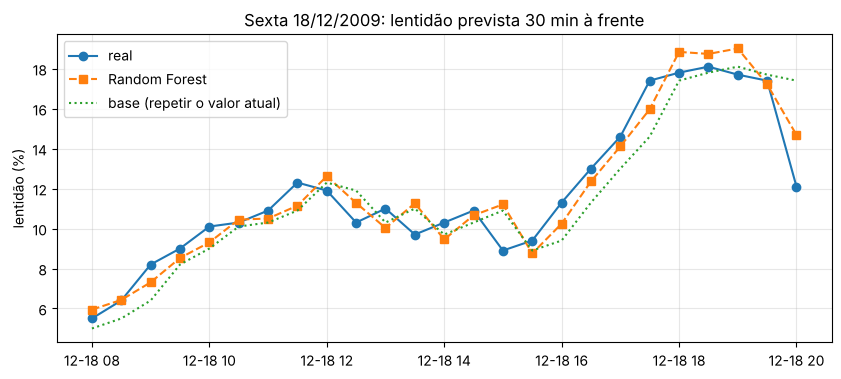 Sexta 18/12/2009: lentidão prevista 30 min à frente
real
Random Forest
base (repetir o valor atual)
lentidão (%)
18
16
14
12
10
8
6
12-18 08
12-18 10
12-18 12
12-18 14
12-18 16
12-18 18
12-18 20